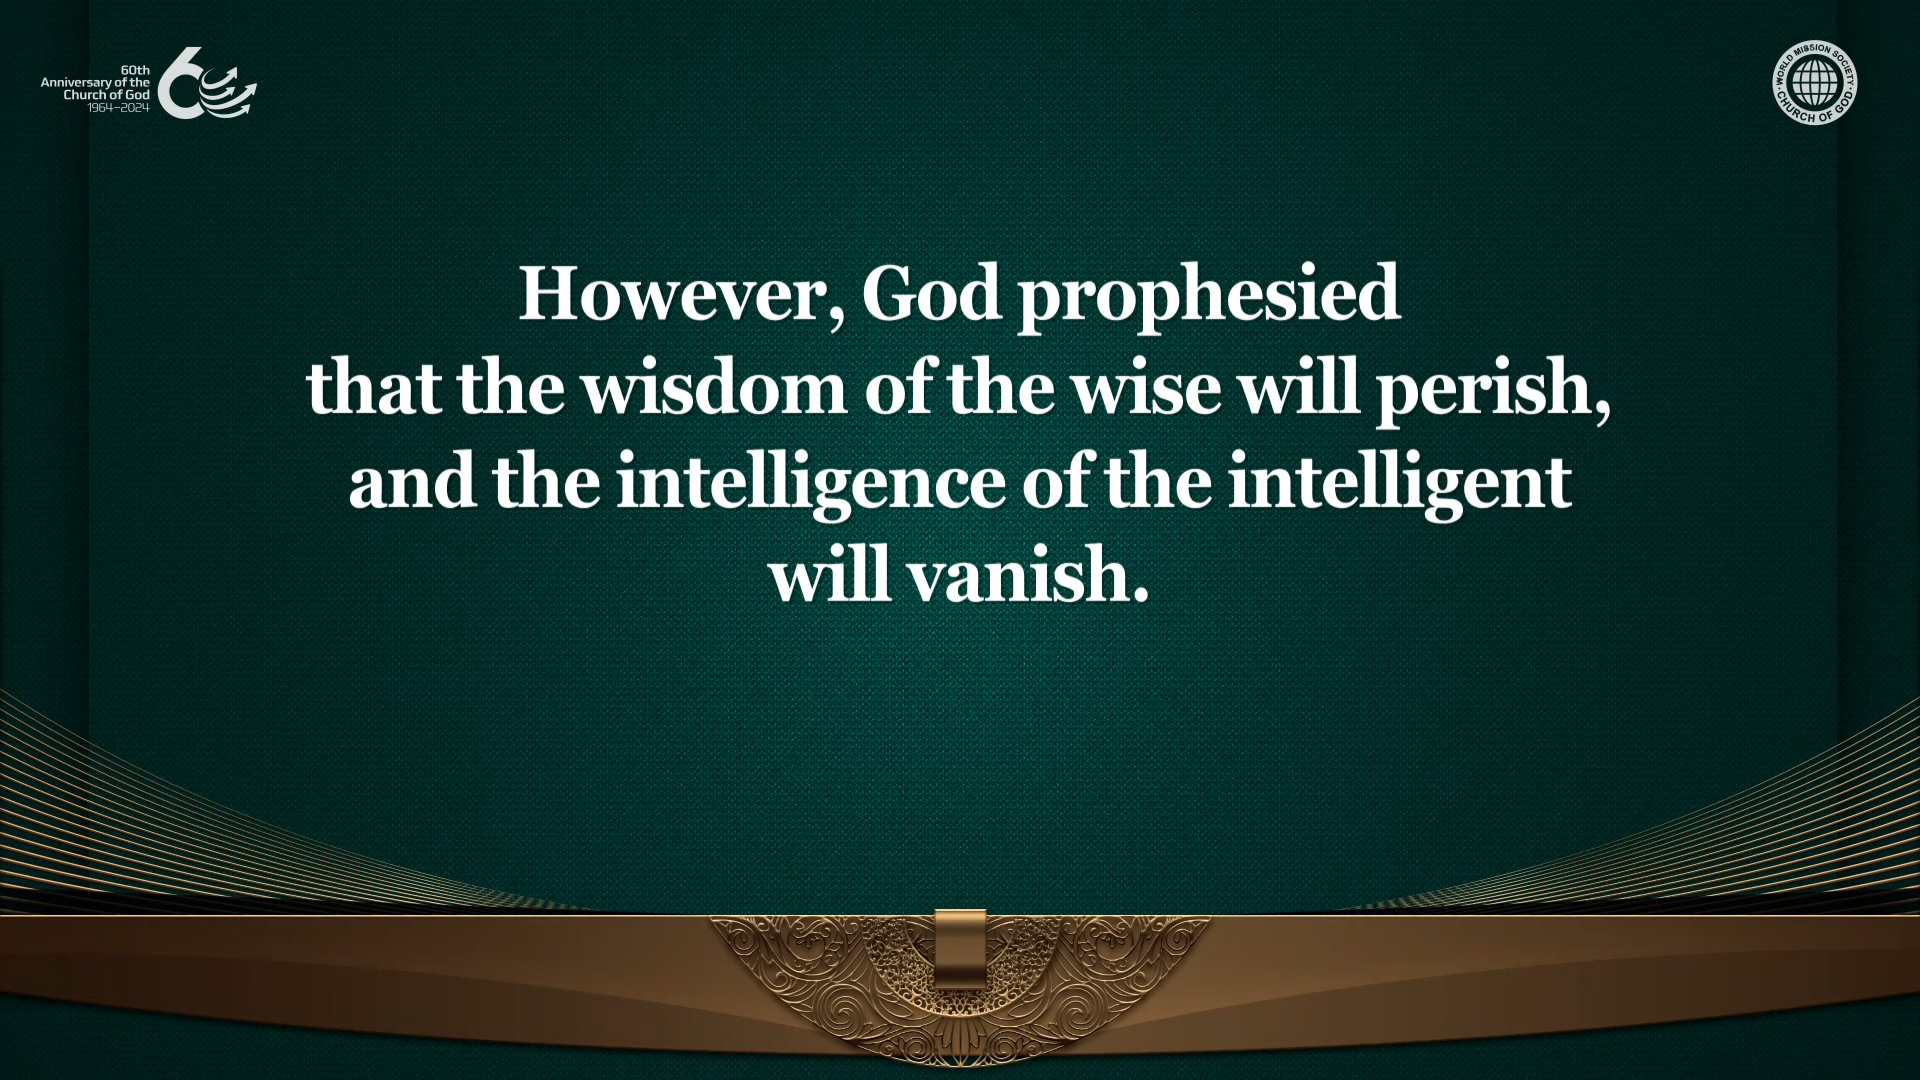 60th
Anniversary of the
Church of God
1964–2024
60
WORLD MISSION SOCIETY
CHURCH OF GOD
However, God prophesied
that the wisdom of the wise will perish,
and the intelligence of the intelligent
will vanish.